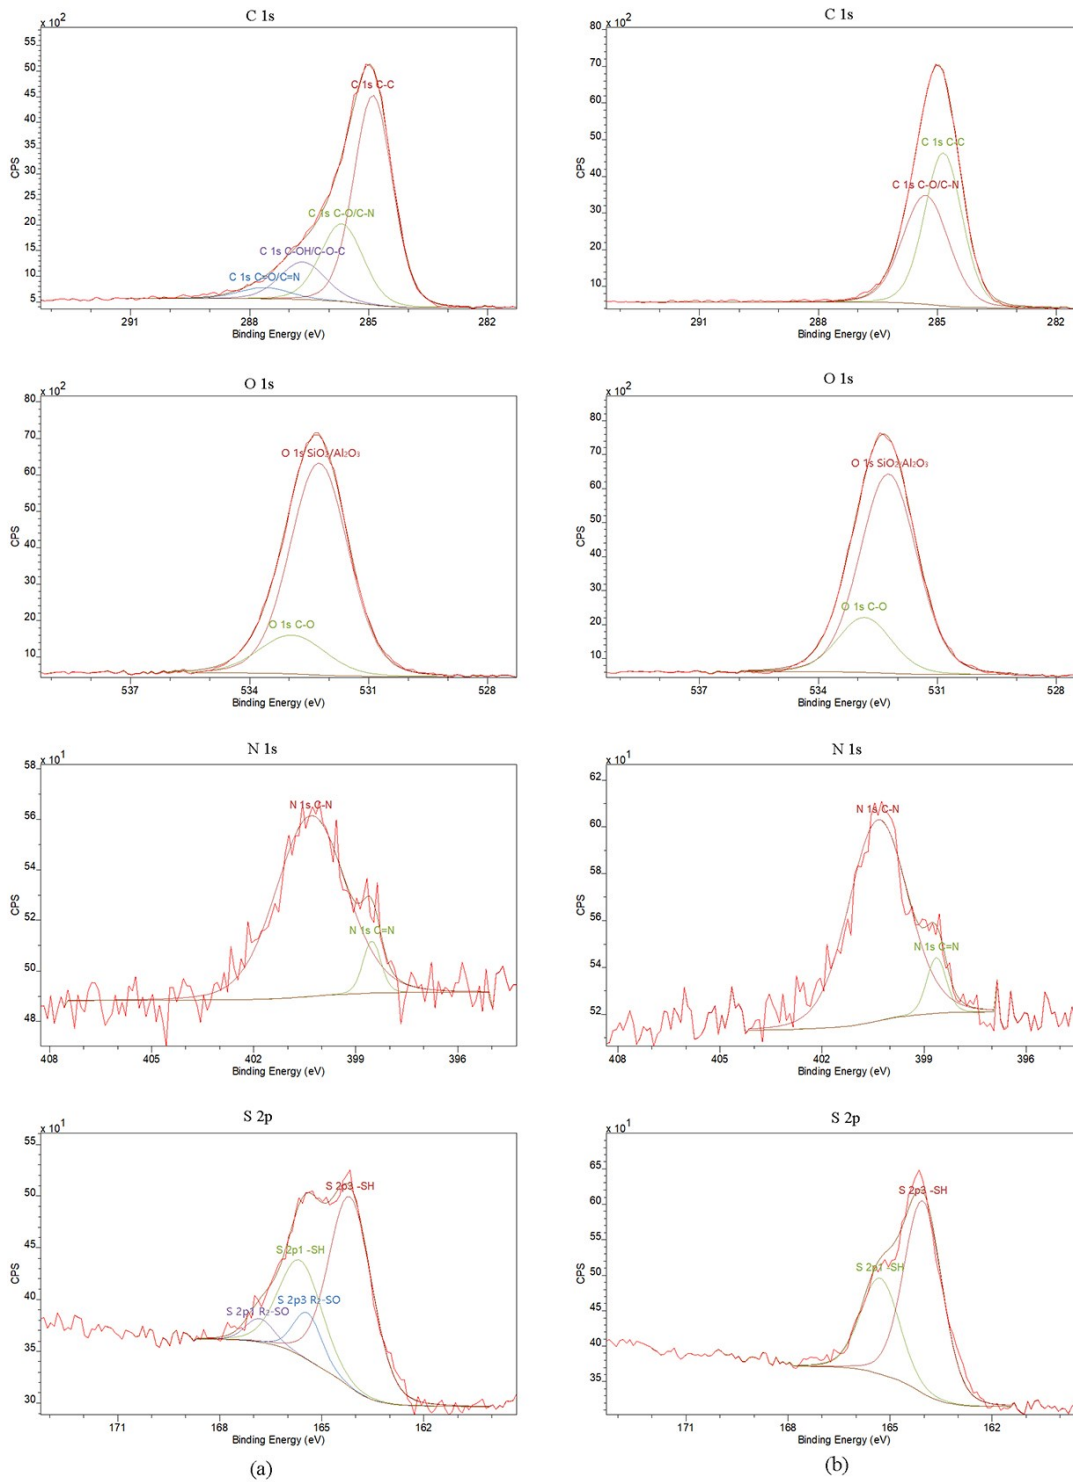 C 1s
x 10²
55
50
45
40
35
30
25
20
15
10
5
CPS
C 1s C-C
C 1s C-O/C-N
C 1s C-OH/C-O-C
C 1s C=O/C=N
291
288
285
282
Binding Energy (eV)
C 1s
80 x 10²
70
60
50
40
30
20
10
CPS
C 1s C-C
C 1s C-O/C-N
291
288
285
282
Binding Energy (eV)
O 1s
x 10²
80
70
60
50
40
30
20
10
CPS
O 1s SiO₂/Al₂O₃
O 1s C-O
537
534
531
528
Binding Energy (eV)
O 1s
x 10²
80
70
60
50
40
30
20
10
CPS
O 1s SiO₂/Al₂O₃
O 1s C-O
537
534
531
528
Binding Energy (eV)
N 1s
58 x 10¹
56
54
52
50
48
CPS
N 1s C-N
N 1s C=N
408
405
402
399
396
Binding Energy (eV)
N 1s
x 10¹
62
60
58
56
54
52
CPS
N 1s C-N
N 1s C=N
408
405
402
399
396
Binding Energy (eV)
S 2p
x 10¹
55
50
45
40
35
30
CPS
S 2p3 -SH
S 2p1 -SH
S 2p3 R₂-SO
S 2p1 R₂-SO
171
168
165
162
Binding Energy (eV)
(a)
S 2p
x 10¹
65
60
55
50
45
40
35
CPS
S 2p3 -SH
S 2p1 -SH
171
168
165
162
Binding Energy (eV)
(b)